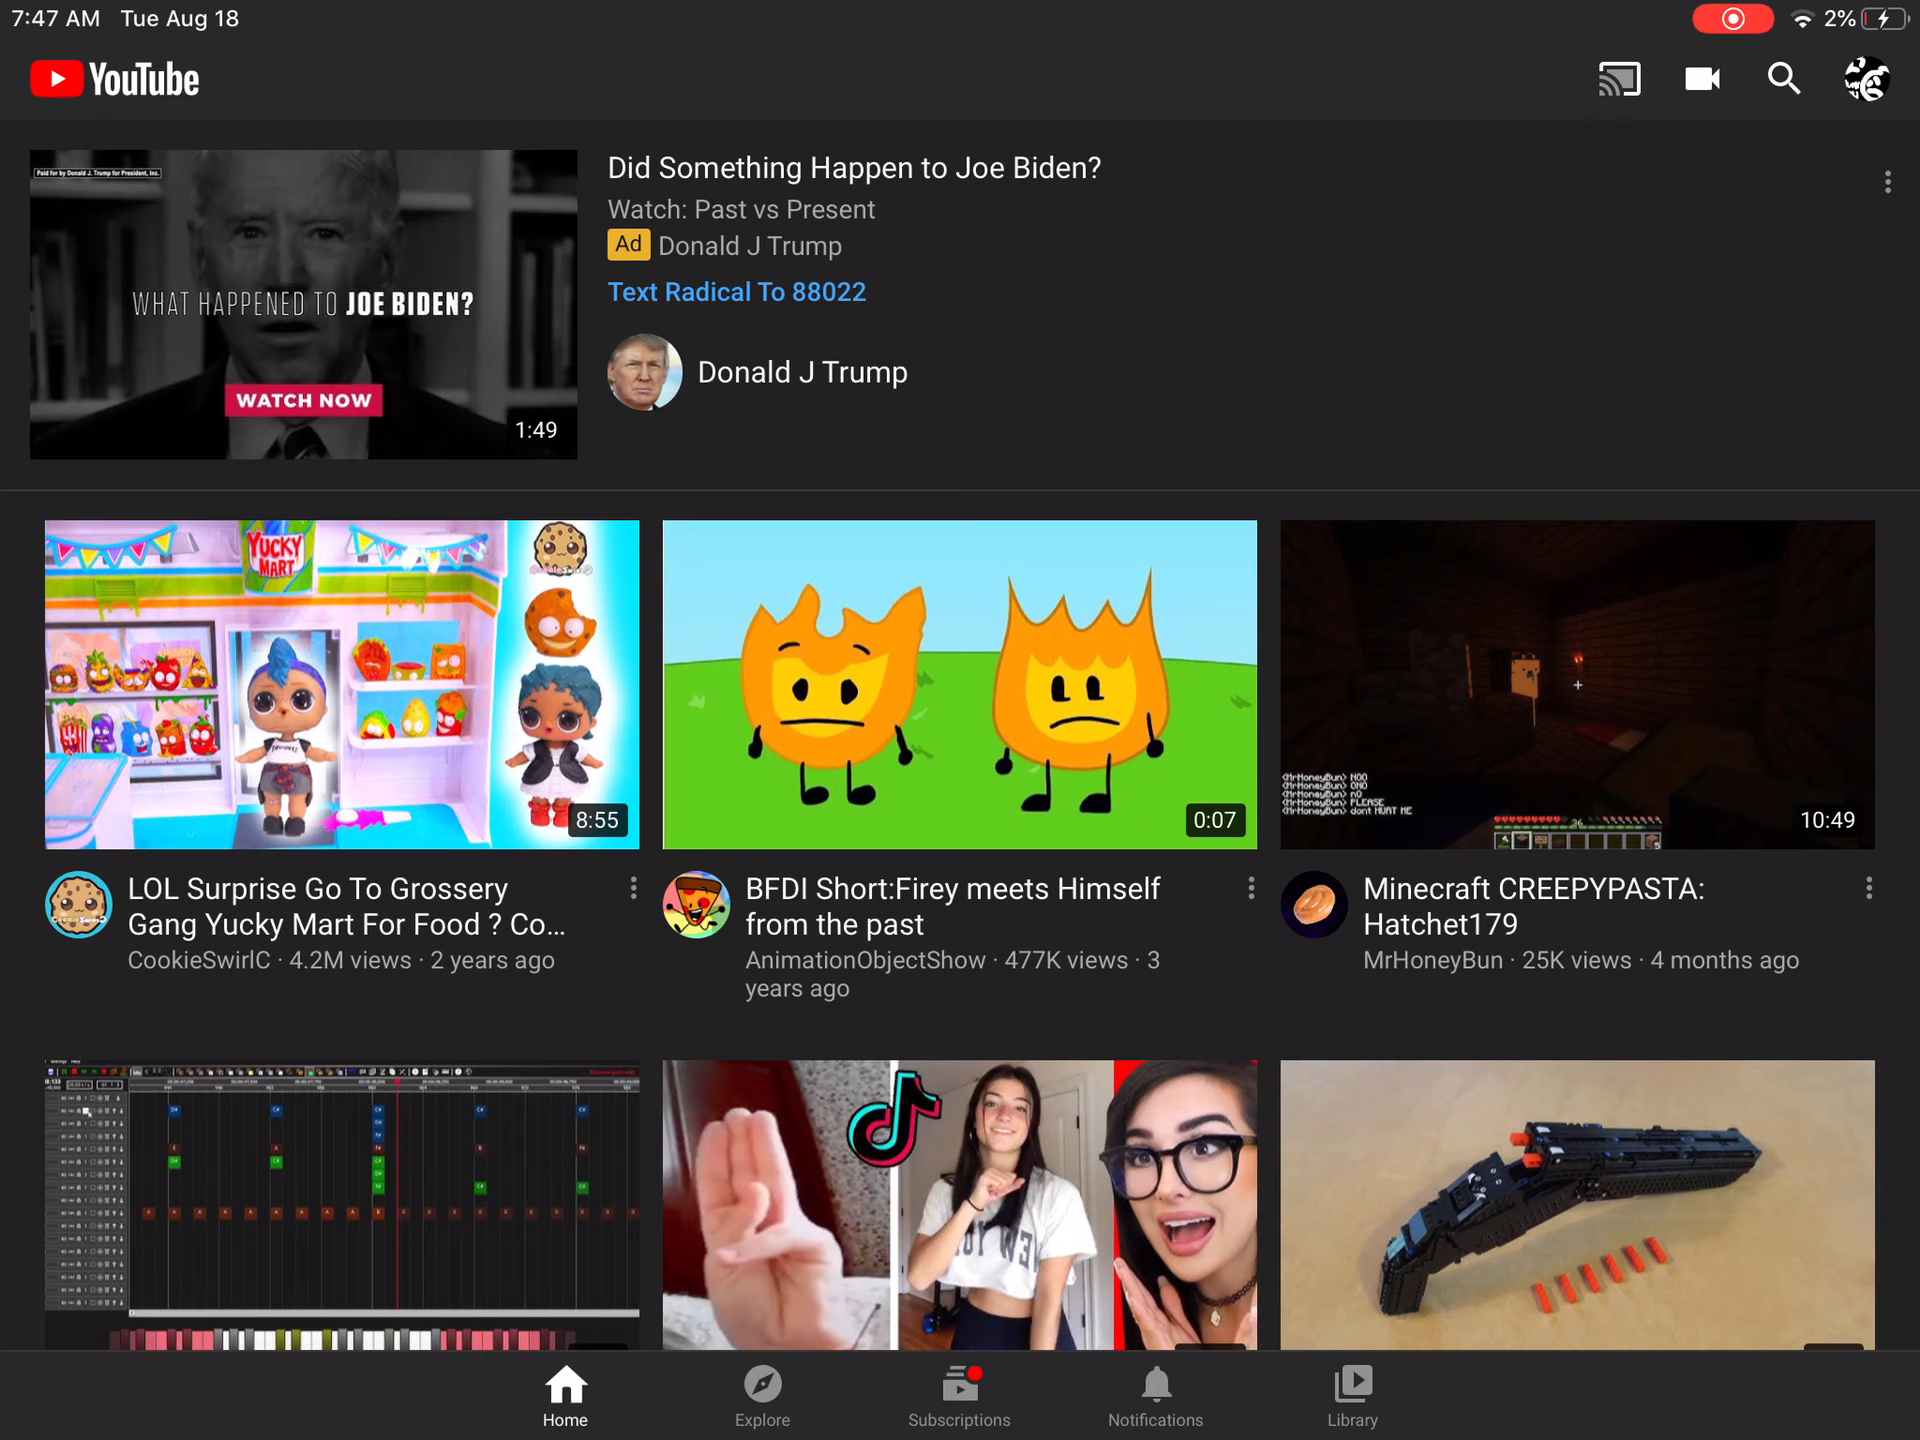 7:47 AM Tue Aug 18
2%
YouTube
Paid for by Donald J. Trump for President, Inc.
WHAT HAPPENED TO JOE BIDEN?
WATCH NOW
1:49
Did Something Happen to Joe Biden?
Watch: Past vs Present
Ad Donald J Trump
Text Radical To 88022
Donald J Trump
YUCKY
MART
8:55
0:07
<MrHoneyBun> NOO
<MrHoneyBun> OHO
<MrHoneyBun> nO
<MrHoneyBun> PLEASE
<MrHoneyBun> dont HURT ME
26
10:49
LOL Surprise Go To Grossery
Gang Yucky Mart For Food ? Co...
CookieSwirlC · 4.2M views · 2 years ago
BFDI Short:Firey meets Himself
from the past
AnimationObjectShow · 477K views · 3
years ago
Minecraft CREEPYPASTA:
Hatchet179
MrHoneyBun · 25K views · 4 months ago
Home
Explore
Subscriptions
Notifications
Library